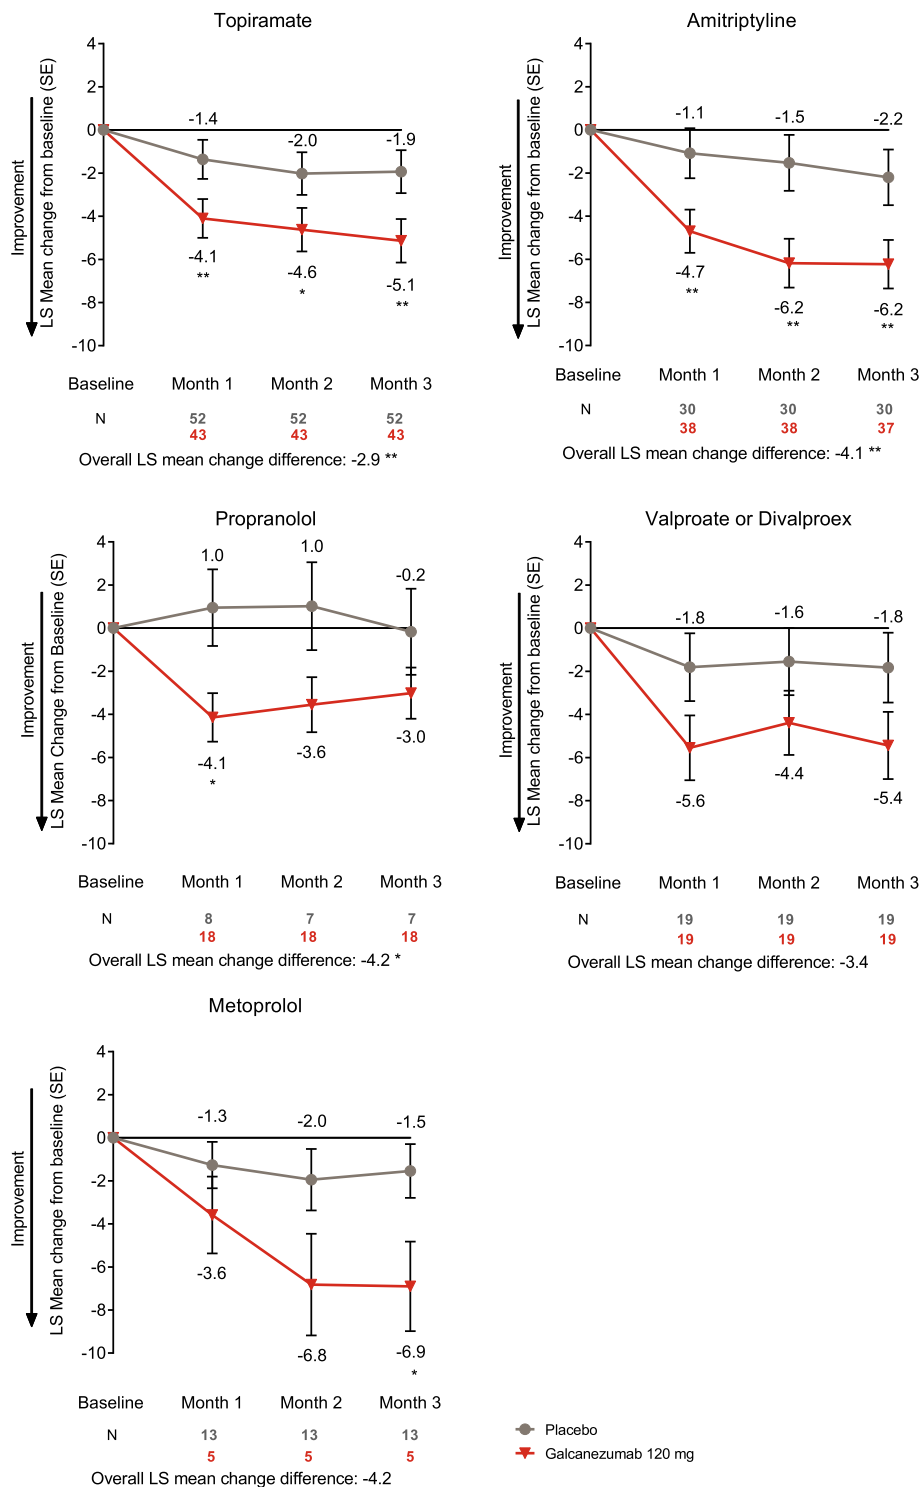 Topiramate
4
2
0
-2
-4
-6
-8
-10
Improvement
LS Mean change from baseline (SE)
-1.4
-2.0
-1.9
-4.1
**
-4.6
*
-5.1
**
Baseline Month 1 Month 2 Month 3
N 52 52 52
43 43 43
Overall LS mean change difference: -2.9 **
Amitriptyline
4
2
0
-2
-4
-6
-8
-10
Improvement
LS Mean change from baseline (SE)
-1.1
-1.5
-2.2
-4.7
**
-6.2
**
-6.2
**
Baseline Month 1 Month 2 Month 3
N 30 30 30
38 38 37
Overall LS mean change difference: -4.1 **
Propranolol
4
2
0
-2
-4
-6
-8
-10
Improvement
LS Mean Change from Baseline (SE)
1.0
1.0
-0.2
-4.1
*
-3.6
-3.0
Baseline Month 1 Month 2 Month 3
N 8 7 7
18 18 18
Overall LS mean change difference: -4.2 *
Valproate or Divalproex
4
2
0
-2
-4
-6
-8
-10
Improvement
LS Mean change from baseline (SE)
-1.8
-1.6
-1.8
-5.6
-4.4
-5.4
Baseline Month 1 Month 2 Month 3
N 19 19 19
19 19 19
Overall LS mean change difference: -3.4
Metoprolol
4
2
0
-2
-4
-6
-8
-10
Improvement
LS Mean change from baseline (SE)
-1.3
-2.0
-1.5
-3.6
-6.8
-6.9
*
Baseline Month 1 Month 2 Month 3
N 13 13 13
5 5 5
Overall LS mean change difference: -4.2
Placebo
Galcanezumab 120 mg